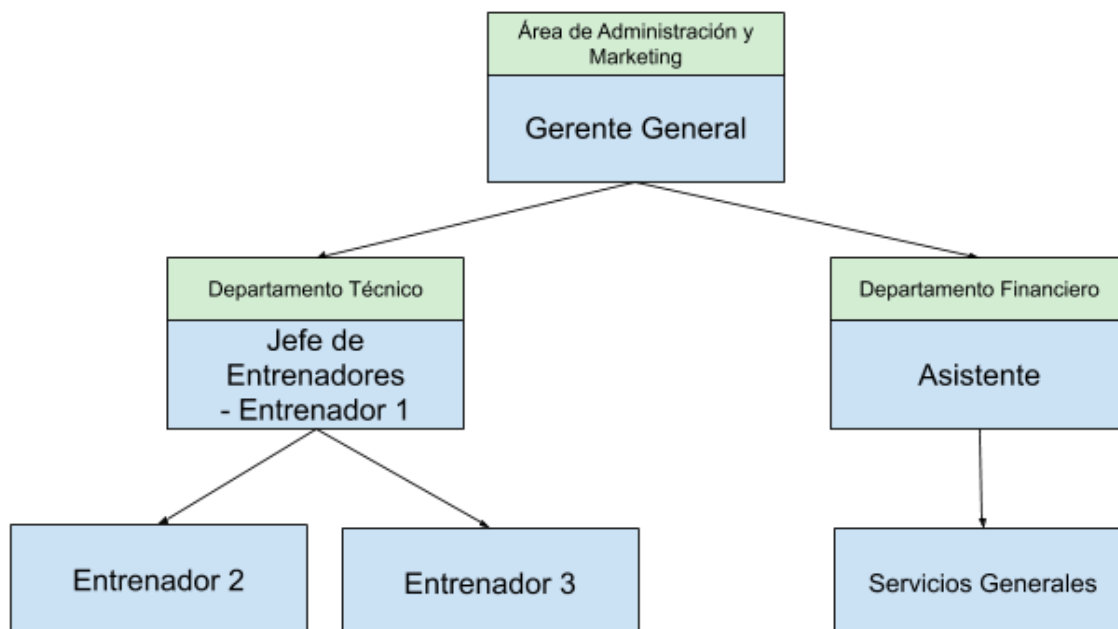 Área de Administración y
Marketing
Gerente General
Departamento Técnico
Departamento Financiero
Jefe de
Entrenadores
- Entrenador 1
Asistente
Entrenador 2
Entrenador 3
Servicios Generales